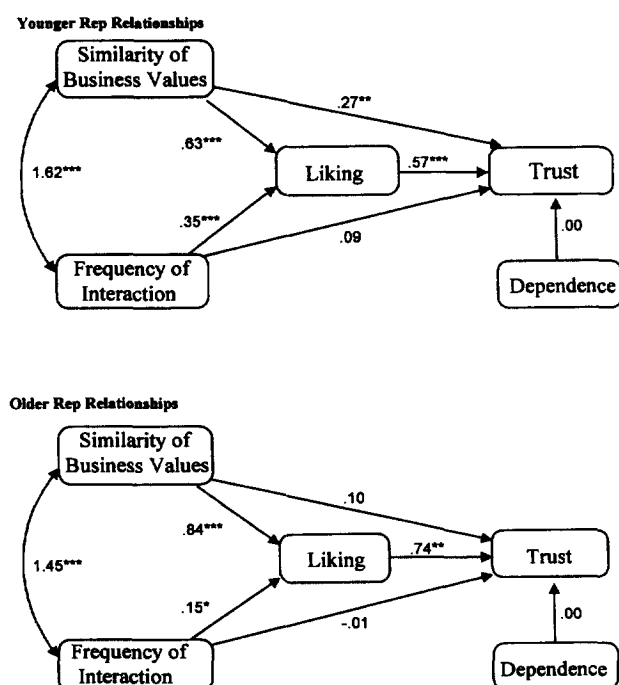 Younger Rep Relationships
Similarity of
Business Values
.27**
.63***
1.62***
Liking
.57***
Trust
.35***
.09
.00
Frequency of
Interaction
Dependence
Older Rep Relationships
Similarity of
Business Values
.10
.84***
1.45***
Liking
.74**
Trust
.15*
-.01
.00
Frequency of
Interaction
Dependence